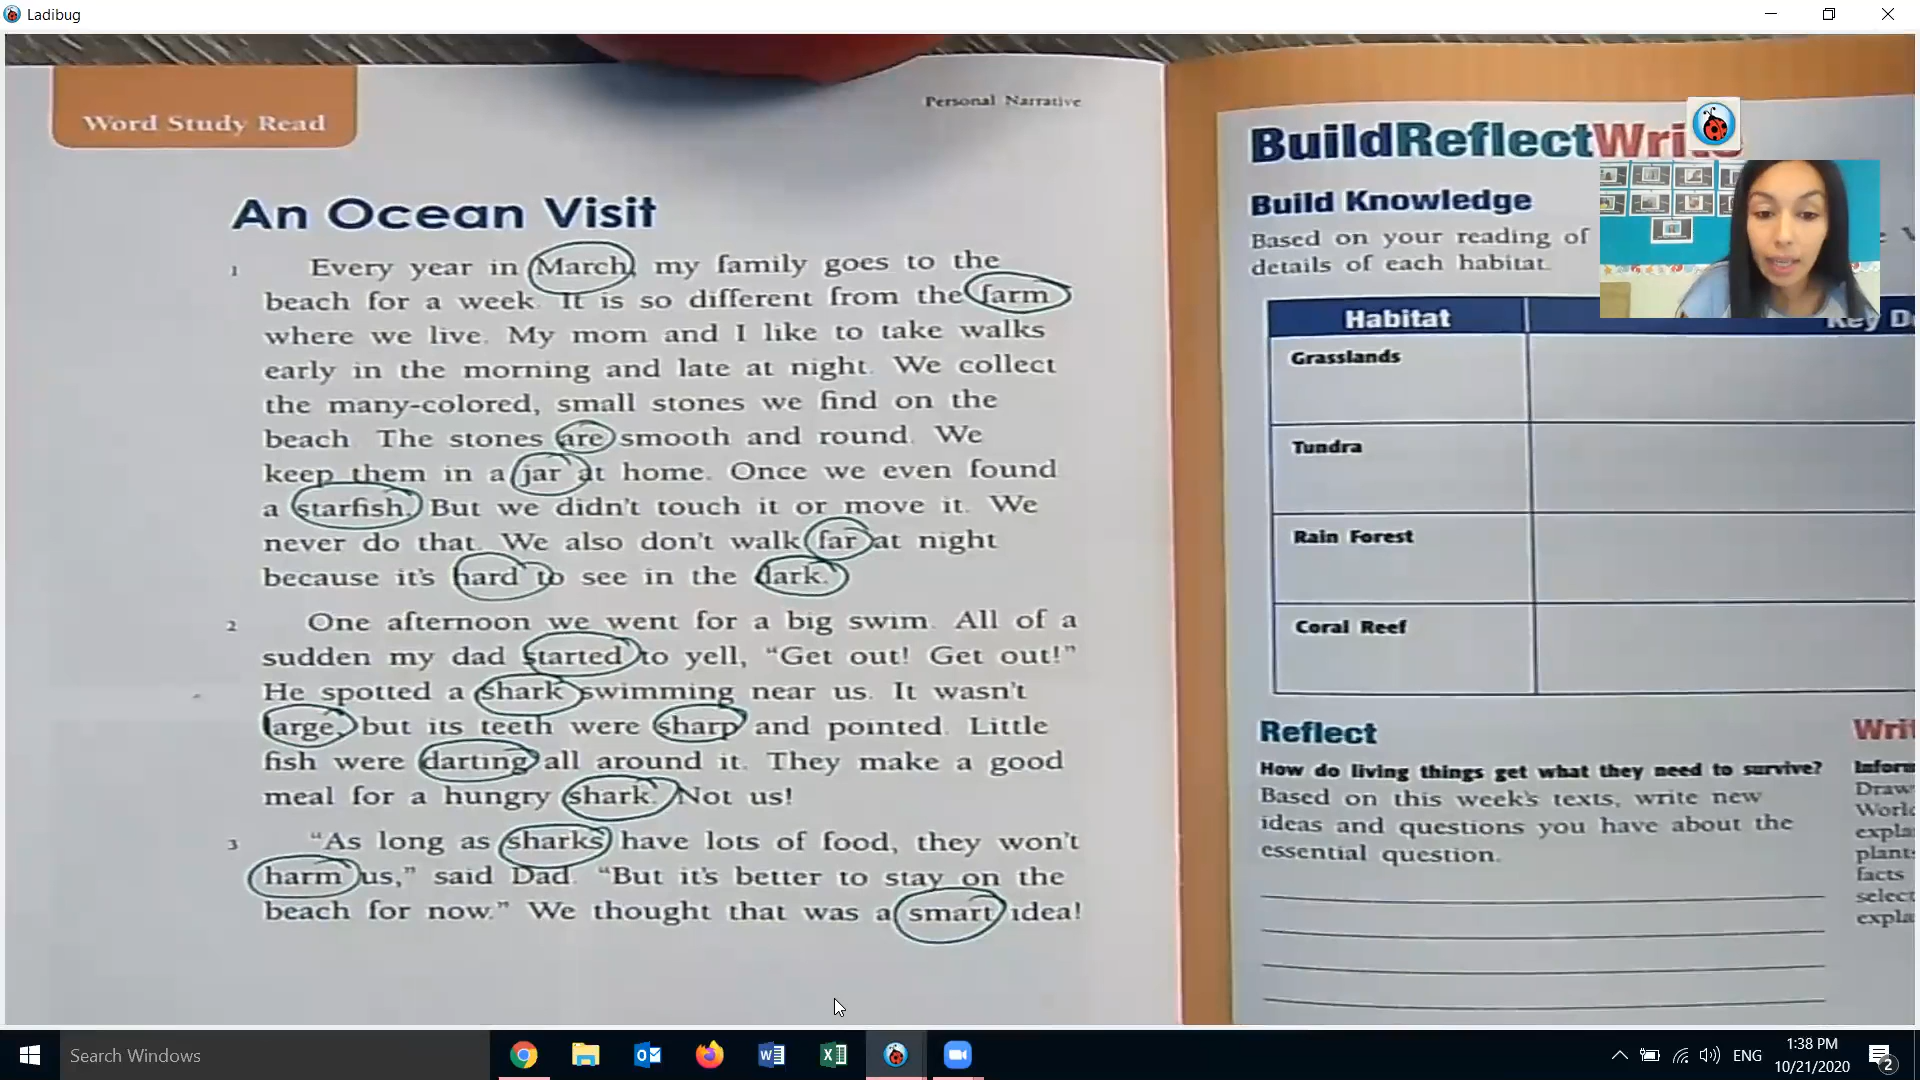 Ladibug
Word Study Read
Personal Narrative
An Ocean Visit
1 Every year in March, my family goes to the
beach for a week. It is so different from the farm
where we live. My mom and I like to take walks
early in the morning and late at night. We collect
the many-colored, small stones we find on the
beach. The stones are smooth and round. We
keep them in a jar at home. Once we even found
a starfish. But we didn't touch it or move it. We
never do that. We also don't walk far at night
because it's hard to see in the dark.
2 One afternoon we went for a big swim. All of a
sudden my dad started to yell, "Get out! Get out!"
He spotted a shark swimming near us. It wasn't
large, but its teeth were sharp and pointed. Little
fish were darting all around it. They make a good
meal for a hungry shark. Not us!
3 "As long as sharks have lots of food, they won't
harm us," said Dad. "But it's better to stay on the
beach for now." We thought that was a smart idea!
BuildReflectWrite
Build Knowledge
Based on your reading of
details of each habitat.
Habitat Key D
Grasslands
Tundra
Rain Forest
Coral Reef
Reflect
How do living things get what they need to survive?
Based on this week's texts, write new
ideas and questions you have about the
essential question.
Writ
Inform
Draw
World
expla
plants
facts
select
expla
Search Windows
ENG
1:38 PM
10/21/2020
2